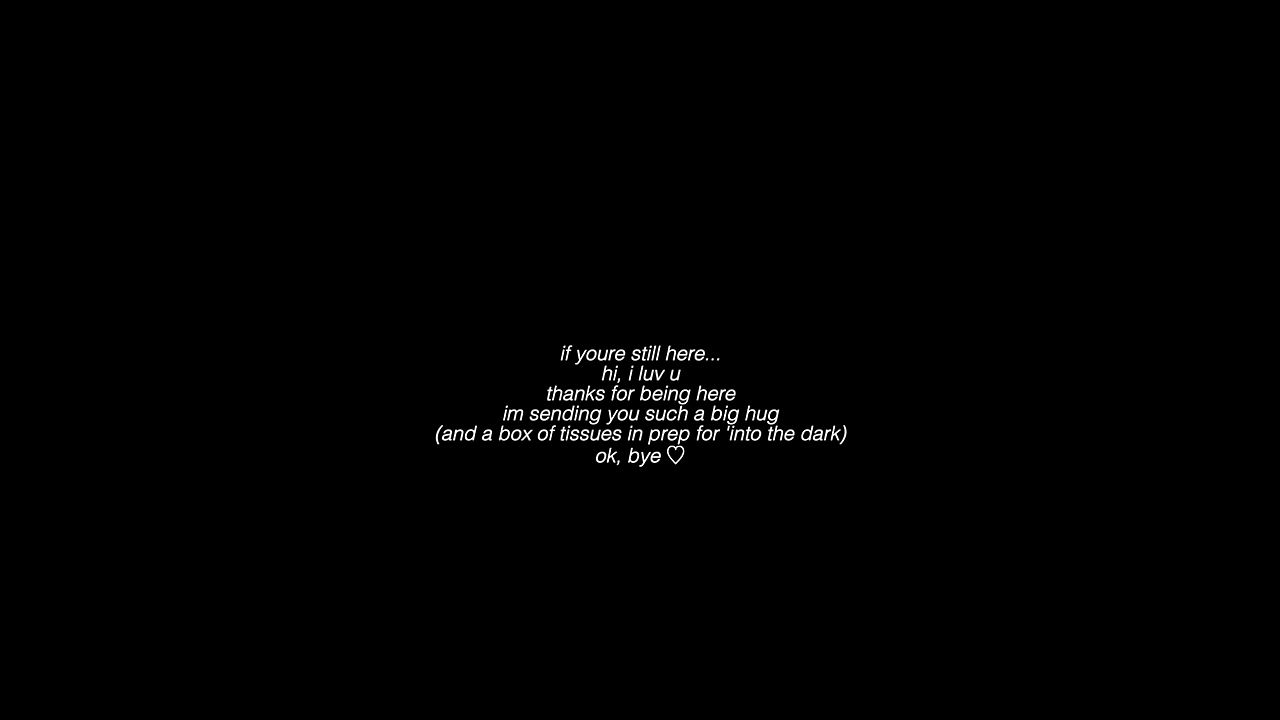 if youre still here...
hi, i luv u
thanks for being here
im sending you such a big hug
(and a box of tissues in prep for 'into the dark)
ok, bye ♡